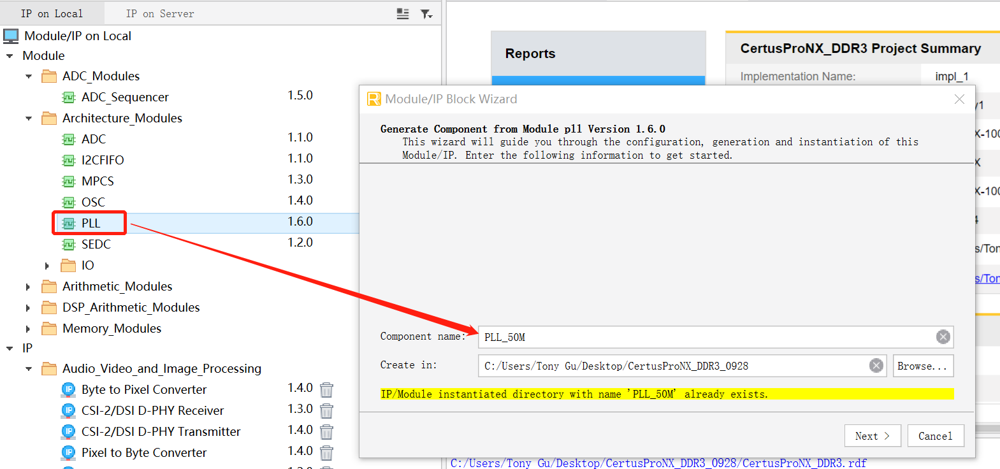 IP on Local
IP on Server
Module/IP on Local
Module
ADC_Modules
ADC_Sequencer 1.5.0
Architecture_Modules
ADC 1.1.0
I2CFIFO 1.1.0
MPCS 1.3.0
OSC 1.4.0
PLL 1.6.0
SEDC 1.2.0
IO
Arithmetic_Modules
DSP_Arithmetic_Modules
Memory_Modules
IP
Audio_Video_and_Image_Processing
Byte to Pixel Converter 1.4.0
CSI-2/DSI D-PHY Receiver 1.3.0
CSI-2/DSI D-PHY Transmitter 1.4.0
Pixel to Byte Converter 1.4.0
Reports
CertusProNX_DDR3 Project Summary
Implementation Name: impl_1
y1
X-100
X
X-100
4
s/Ton
s/Ton
Module/IP Block Wizard
Generate Component from Module pll Version 1.6.0
This wizard will guide you through the configuration, generation and instantiation of this
Module/IP. Enter the following information to get started.
Component name: PLL_50M
Create in: C:/Users/Tony Gu/Desktop/CertusProNX_DDR3_0928 Browse...
IP/Module instantiated directory with name 'PLL_50M' already exists.
Next > Cancel
C:/Users/Tony Gu/Desktop/CertusProNX_DDR3_0928/CertusProNX_DDR3.rdf